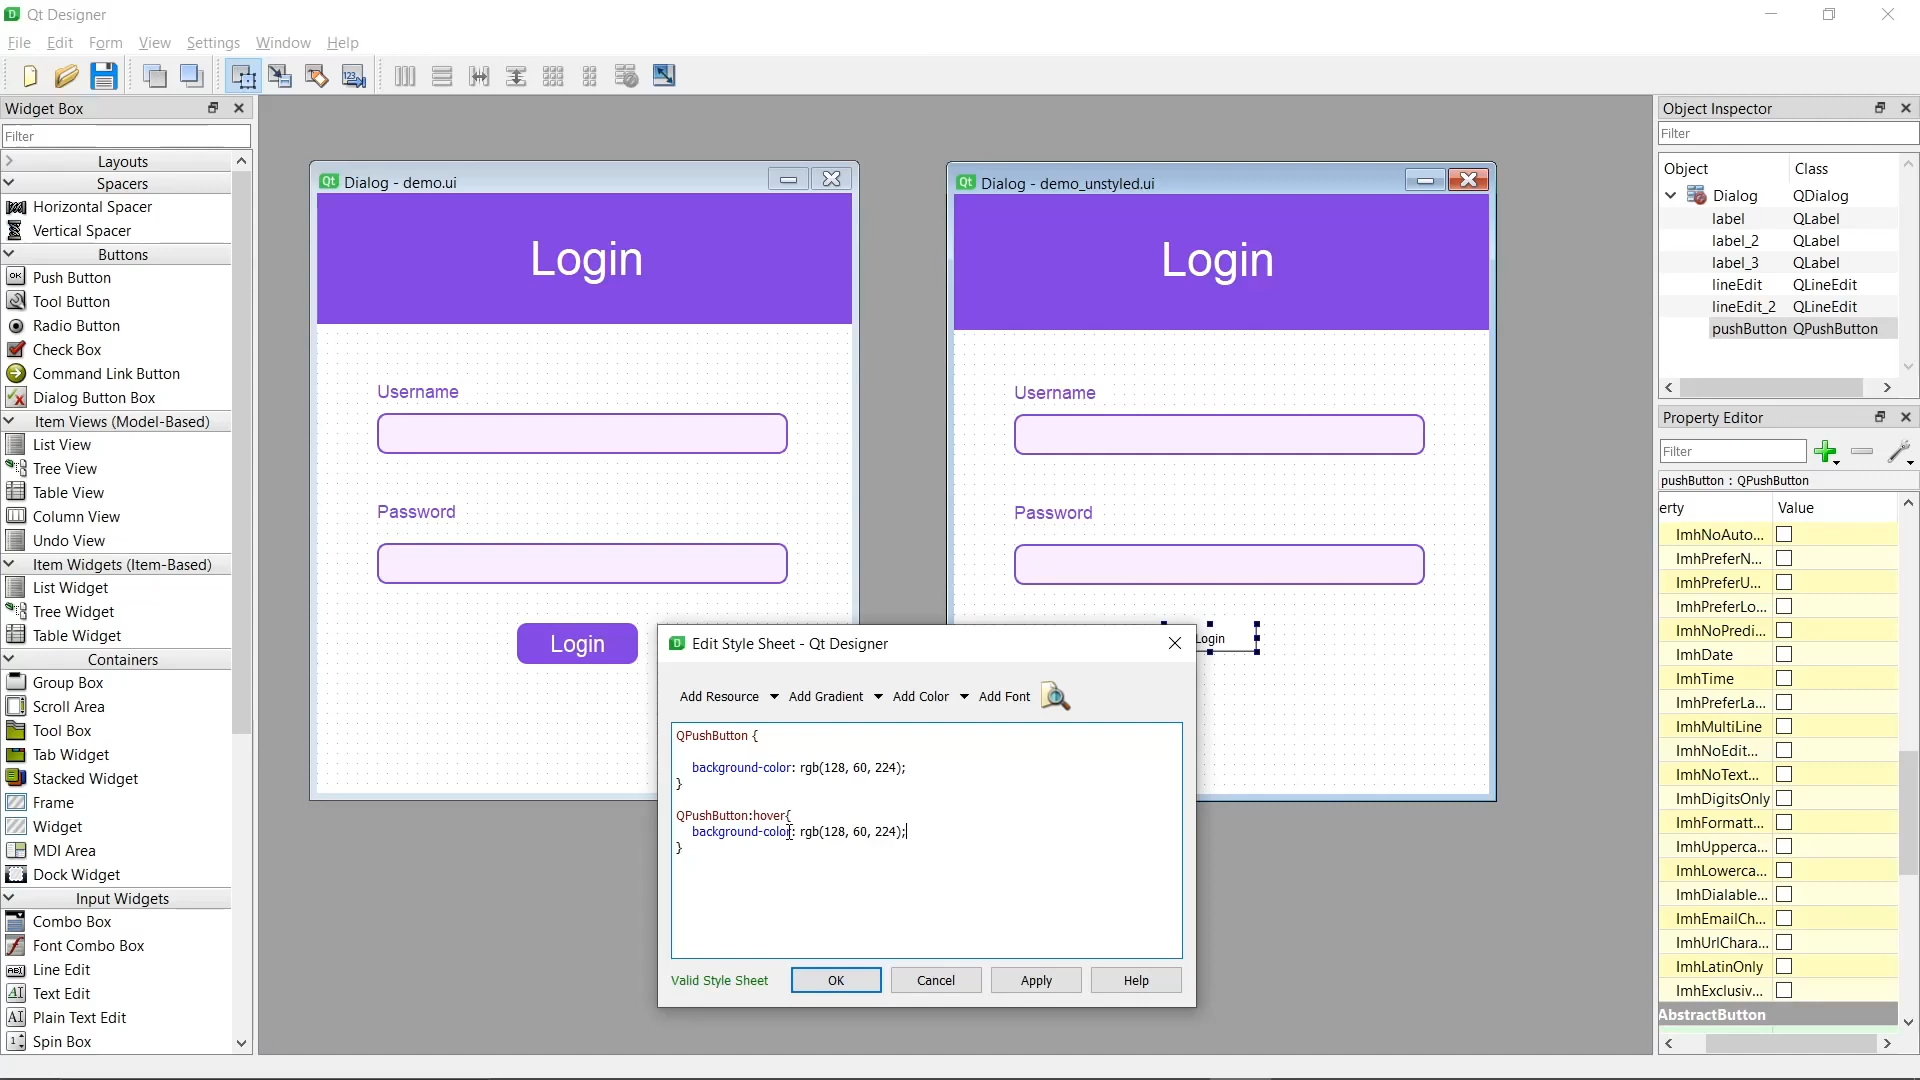 Qt Designer
File Edit Form View Settings Window Help
Widget Box
Filter
Layouts
Spacers
Horizontal Spacer
Vertical Spacer
Buttons
Push Button
Tool Button
Radio Button
Check Box
Command Link Button
Dialog Button Box
Item Views (Model-Based)
List View
Tree View
Table View
Column View
Undo View
Item Widgets (Item-Based)
List Widget
Tree Widget
Table Widget
Containers
Group Box
Scroll Area
Tool Box
Tab Widget
Stacked Widget
Frame
Widget
MDI Area
Dock Widget
Input Widgets
Combo Box
Font Combo Box
Line Edit
Text Edit
Plain Text Edit
Spin Box
Dialog - demo.ui
Login
Username
Password
Login
Dialog - demo_unstyled.ui
Login
Username
Password
Login
Edit Style Sheet - Qt Designer
Add Resource Add Gradient Add Color Add Font
QPushButton {
background-color: rgb(128, 60, 224);
}
QPushButton:hover{
background-color: rgb(128, 60, 224);
}
Valid Style Sheet OK Cancel Apply Help
Object Inspector
Filter
Object Class
Dialog QDialog
label QLabel
label_2 QLabel
label_3 QLabel
lineEdit QLineEdit
lineEdit_2 QLineEdit
pushButton QPushButton
Property Editor
Filter
pushButton : QPushButton
erty Value
ImhNoAuto...
ImhPreferN...
ImhPreferU...
ImhPreferLo...
ImhNoPredi...
ImhDate
ImhTime
ImhPreferLa...
ImhMultiLine
ImhNoEdit...
ImhNoText...
ImhDigitsOnly
ImhFormatt...
ImhUpperca...
ImhLowerca...
ImhDialable...
ImhEmailCh...
ImhUrlChara...
ImhLatinOnly
ImhExclusiv...
AbstractButton